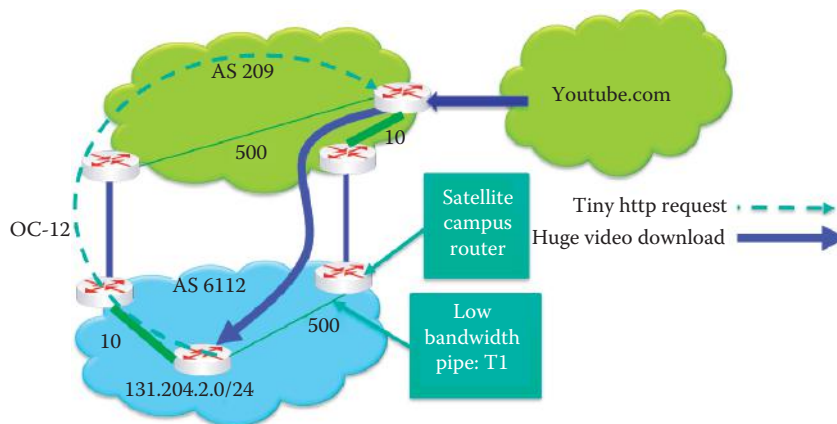 AS 209
Youtube.com
500
10
OC-12
Satellite
campus
router
Tiny http request
Huge video download
AS 6112
500
Low
bandwidth
pipe: T1
10
131.204.2.0/24